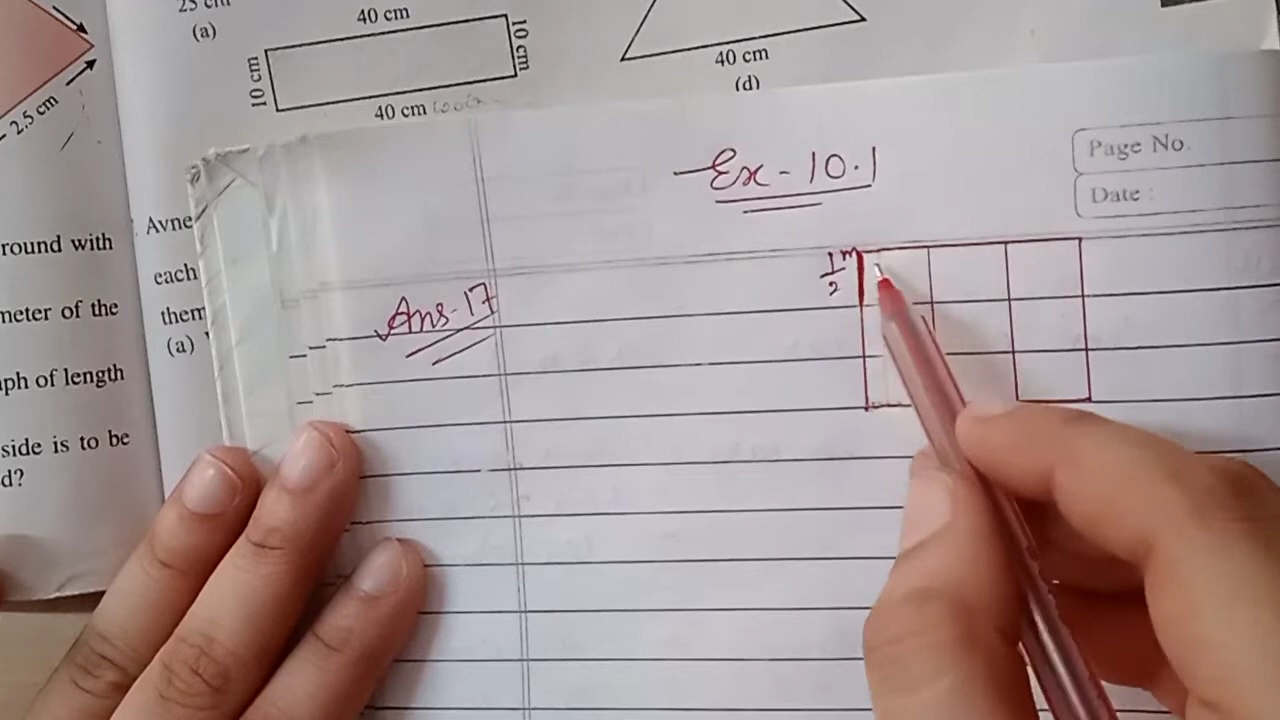 25 cm
(a)
40 cm
10 cm
10 cm
40 cm
40 cm
(d)
2.5 cm
Ex - 10.1
Page No.
Date :
Avne
round with
each
meter of the
them
(a)
ph of length
side is to be
d?
Ans-17
1/2 m